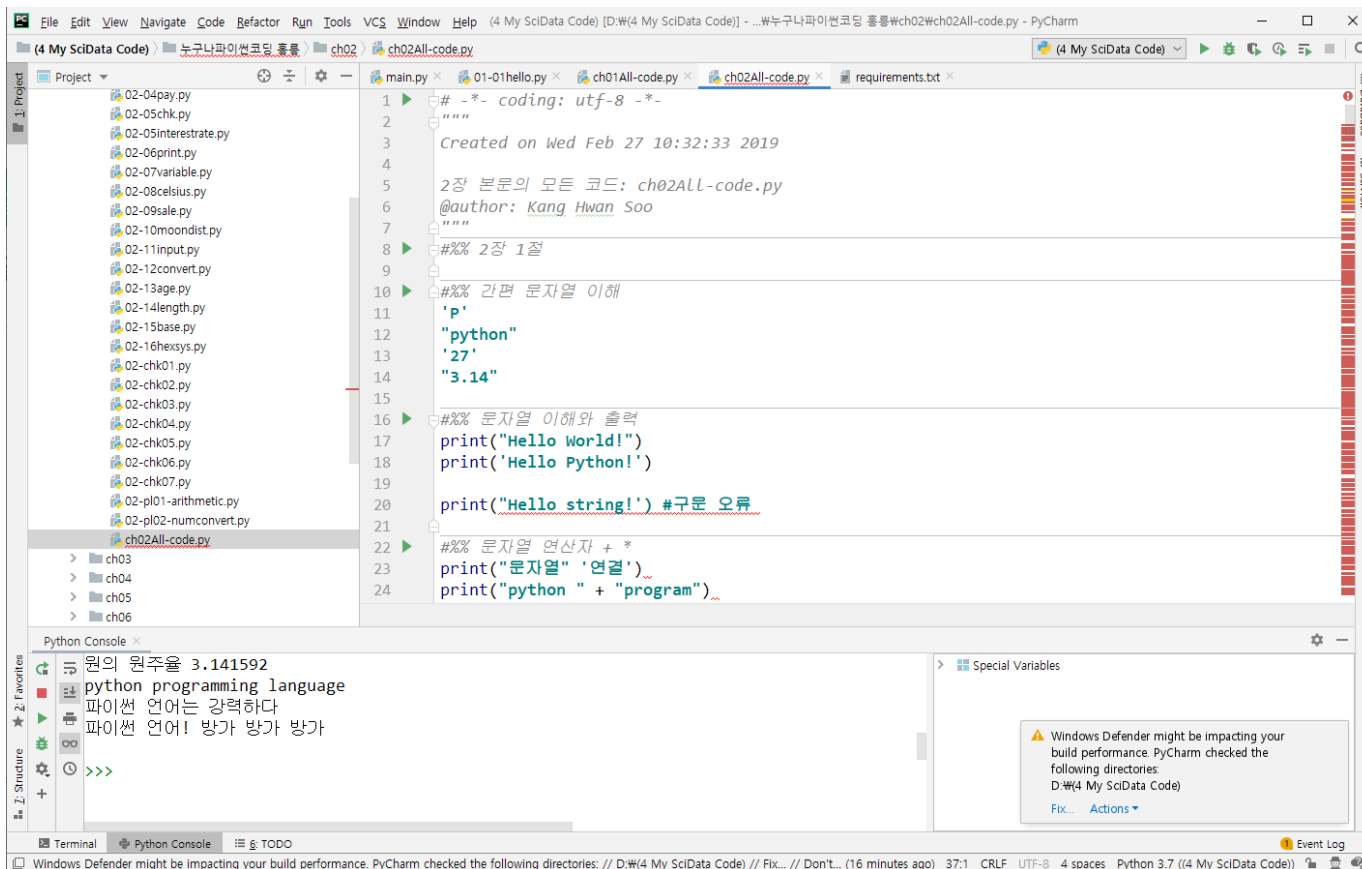 File Edit View Navigate Code Refactor Run Tools VCS Window Help (4 My SciData Code) [D:₩(4 My SciData Code)] - ...₩누구나파이썬코딩 홍릉₩ch02₩ch02All-code.py - PyCharm
(4 My SciData Code) 누구나파이썬코딩 홍릉 ch02 ch02All-code.py
(4 My SciData Code)
1: Project
Project
02-04pay.py
02-05chk.py
02-05interestrate.py
02-06print.py
02-07variable.py
02-08celsius.py
02-09sale.py
02-10moondist.py
02-11input.py
02-12convert.py
02-13age.py
02-14length.py
02-15base.py
02-16hexsys.py
02-chk01.py
02-chk02.py
02-chk03.py
02-chk04.py
02-chk05.py
02-chk06.py
02-chk07.py
02-pl01-arithmetic.py
02-pl02-numconvert.py
ch02All-code.py
ch03
ch04
ch05
ch06
main.py 01-01hello.py ch01All-code.py ch02All-code.py requirements.txt
1 # -*- coding: utf-8 -*-
2 """
3 Created on Wed Feb 27 10:32:33 2019
4
5 2장 본문의 모든 코드: ch02All-code.py
6 @author: Kang Hwan Soo
7 """
8 #%% 2장 1절
9
10 #%% 간편 문자열 이해
11 'P'
12 "python"
13 '27'
14 "3.14"
15
16 #%% 문자열 이해와 출력
17 print("Hello World!")
18 print('Hello Python!')
19
20 print("Hello string!') #구문 오류
21
22 #%% 문자열 연산자 + *
23 print("문자열" '연결')
24 print("python " + "program")
Python Console
2: Favorites
7: Structure
원의 원주율 3.141592
python programming language
파이썬 언어는 강력하다
파이썬 언어! 방가 방가 방가
>>>
Special Variables
Windows Defender might be impacting your
build performance. PyCharm checked the
following directories:
D:₩(4 My SciData Code)
Fix... Actions
Terminal Python Console 6: TODO
1 Event Log
Windows Defender might be impacting your build performance. PyCharm checked the following directories: // D:₩(4 My SciData Code) // Fix... // Don't... (16 minutes ago) 37:1 CRLF UTF-8 4 spaces Python 3.7 ((4 My SciData Code))